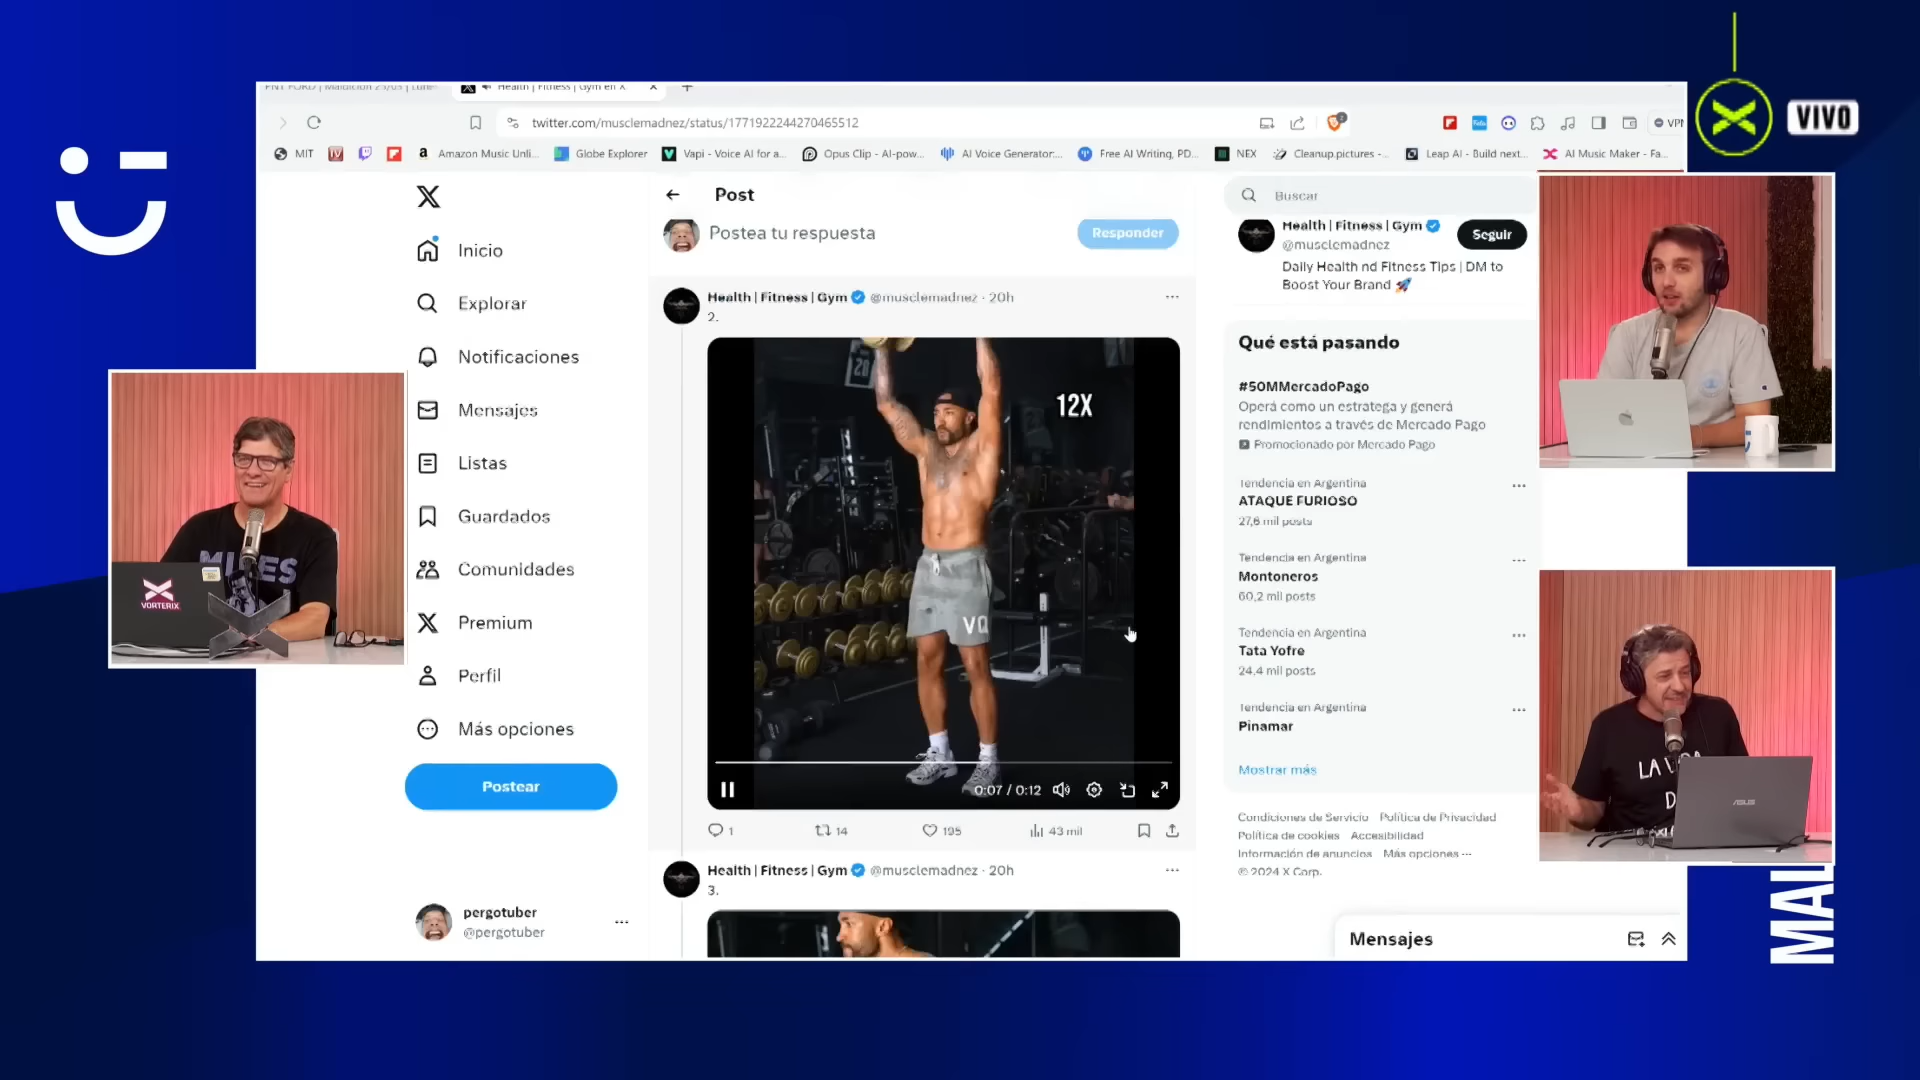 Health | Fitness | Gym en X
twitter.com/musclemadnez/status/1771922244270465512
VPN
MIT
Amazon Music Unli...
Globe Explorer
Vapi - Voice AI for a...
Opus Clip - AI-pow...
AI Voice Generator:...
Free AI Writing, PD...
NEX
Cleanup.pictures -...
Leap AI - Build next...
AI Music Maker - Fa...
VIVO
Inicio
Explorar
Notificaciones
Mensajes
Listas
Guardados
Comunidades
Premium
Perfil
Más opciones
Postear
pergotuber
@pergotuber
Post
Postea tu respuesta
Responder
Health | Fitness | Gym @musclemadnez · 20h
2.
12X
VQ
0:07 / 0:12
1
14
195
43 mil
Health | Fitness | Gym @musclemadnez · 20h
3.
Buscar
Health | Fitness | Gym
@musclemadnez
Seguir
Daily Health nd Fitness Tips | DM to
Boost Your Brand 🚀
Qué está pasando
#50MMercadoPago
Operá como un estratega y generá
rendimientos a través de Mercado Pago
Promocionado por Mercado Pago
Tendencia en Argentina
ATAQUE FURIOSO
27,6 mil posts
Tendencia en Argentina
Montoneros
60,2 mil posts
Tendencia en Argentina
Tata Yofre
24,4 mil posts
Tendencia en Argentina
Pinamar
Mostrar más
Condiciones de Servicio Política de Privacidad
Política de cookies Accesibilidad
Información de anuncios Más opciones ···
© 2024 X Corp.
Mensajes
VORTERIX
ASUS
MAL